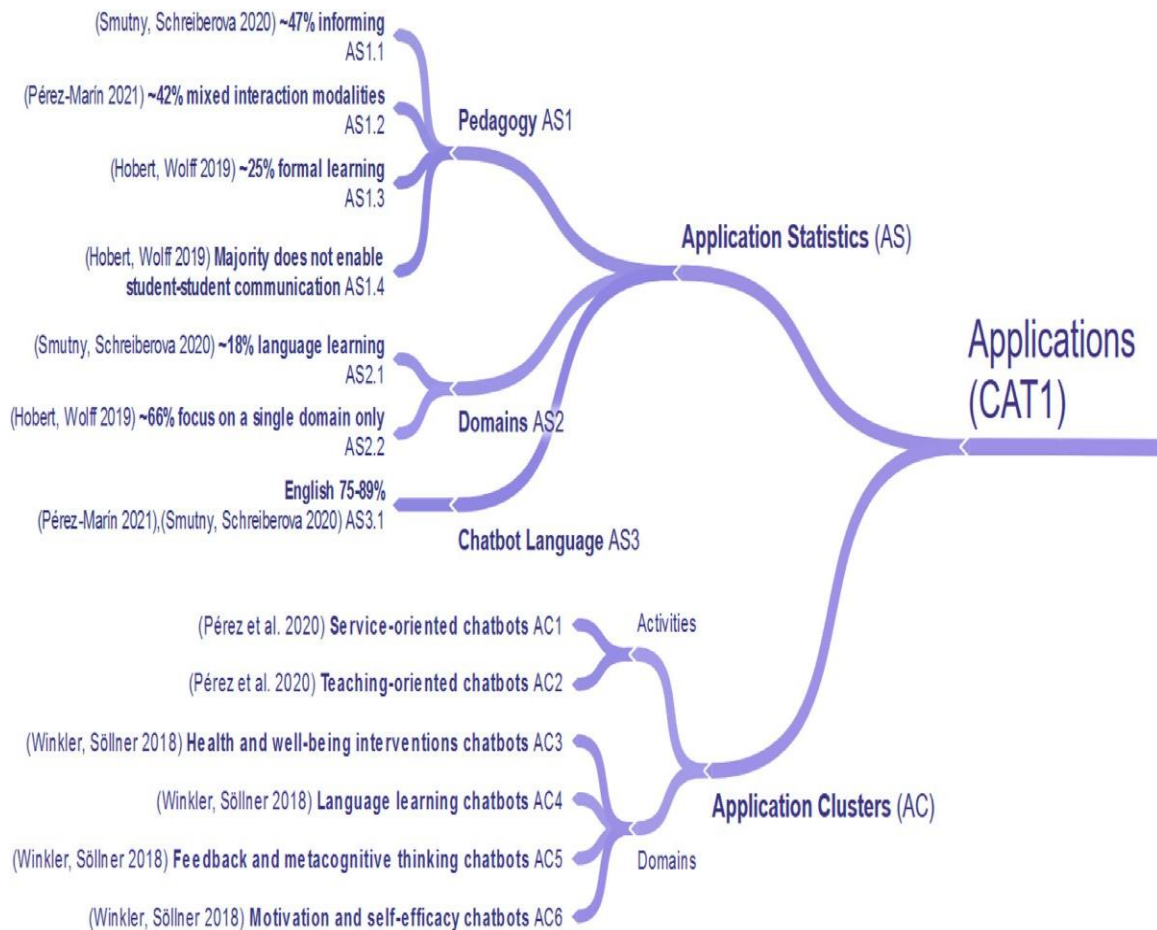 (Smutny, Schreiberova 2020) ~47% informing
AS1.1
(Pérez-Marín 2021) ~42% mixed interaction modalities
AS1.2
Pedagogy AS1
(Hobert, Wolff 2019) ~25% formal learning
AS1.3
(Hobert, Wolff 2019) Majority does not enable
student-student communication AS1.4
Application Statistics (AS)
(Smutny, Schreiberova 2020) ~18% language learning
AS2.1
(Hobert, Wolff 2019) ~66% focus on a single domain only
AS2.2
Domains AS2
English 75-89%
(Pérez-Marín 2021),(Smutny, Schreiberova 2020) AS3.1
Chatbot Language AS3
Applications
(CAT1)
(Pérez et al. 2020) Service-oriented chatbots AC1
Activities
(Pérez et al. 2020) Teaching-oriented chatbots AC2
(Winkler, Söllner 2018) Health and well-being interventions chatbots AC3
(Winkler, Söllner 2018) Language learning chatbots AC4
Application Clusters (AC)
(Winkler, Söllner 2018) Feedback and metacognitive thinking chatbots AC5
Domains
(Winkler, Söllner 2018) Motivation and self-efficacy chatbots AC6